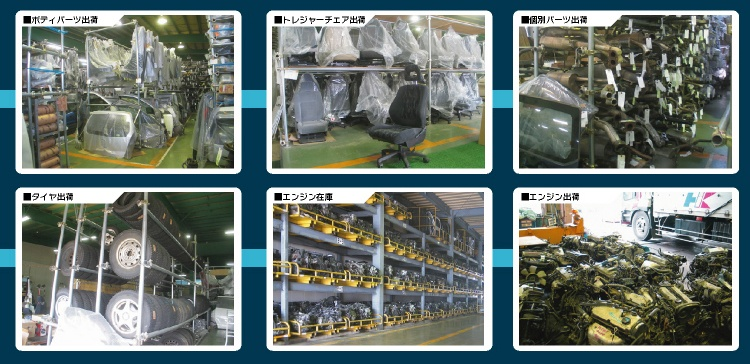 ■ボディパーツ出荷
■トレジャーチェア出荷
■個別パーツ出荷
■タイヤ出荷
■エンジン在庫
■エンジン出荷